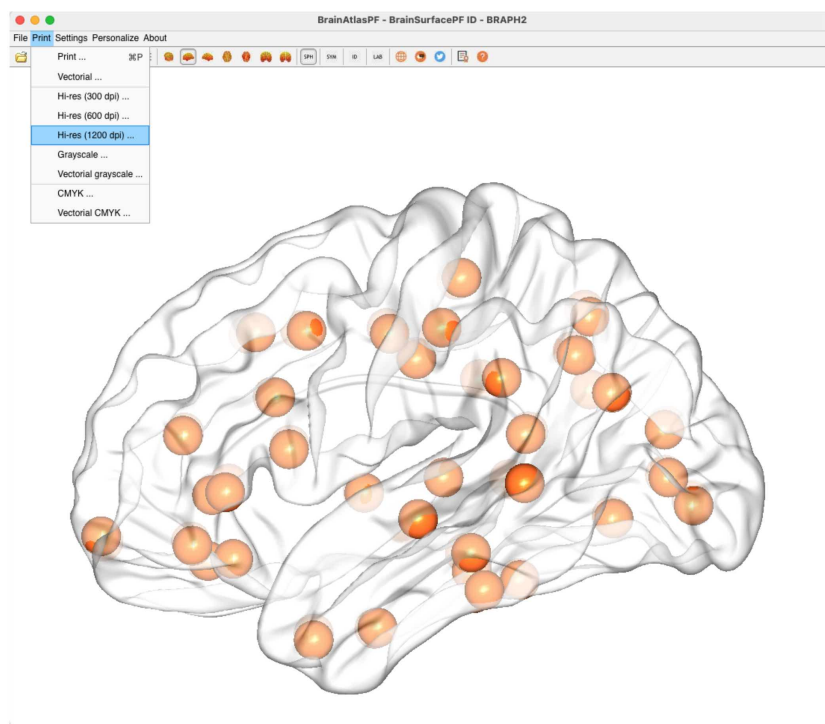 BrainAtlasPF - BrainSurfacePF ID - BRAPH2
File Print Settings Personalize About
SPH SYM ID LAB
Print ... ⌘P
Vectorial ...
Hi-res (300 dpi) ...
Hi-res (600 dpi) ...
Hi-res (1200 dpi) ...
Grayscale ...
Vectorial grayscale ...
CMYK ...
Vectorial CMYK ...